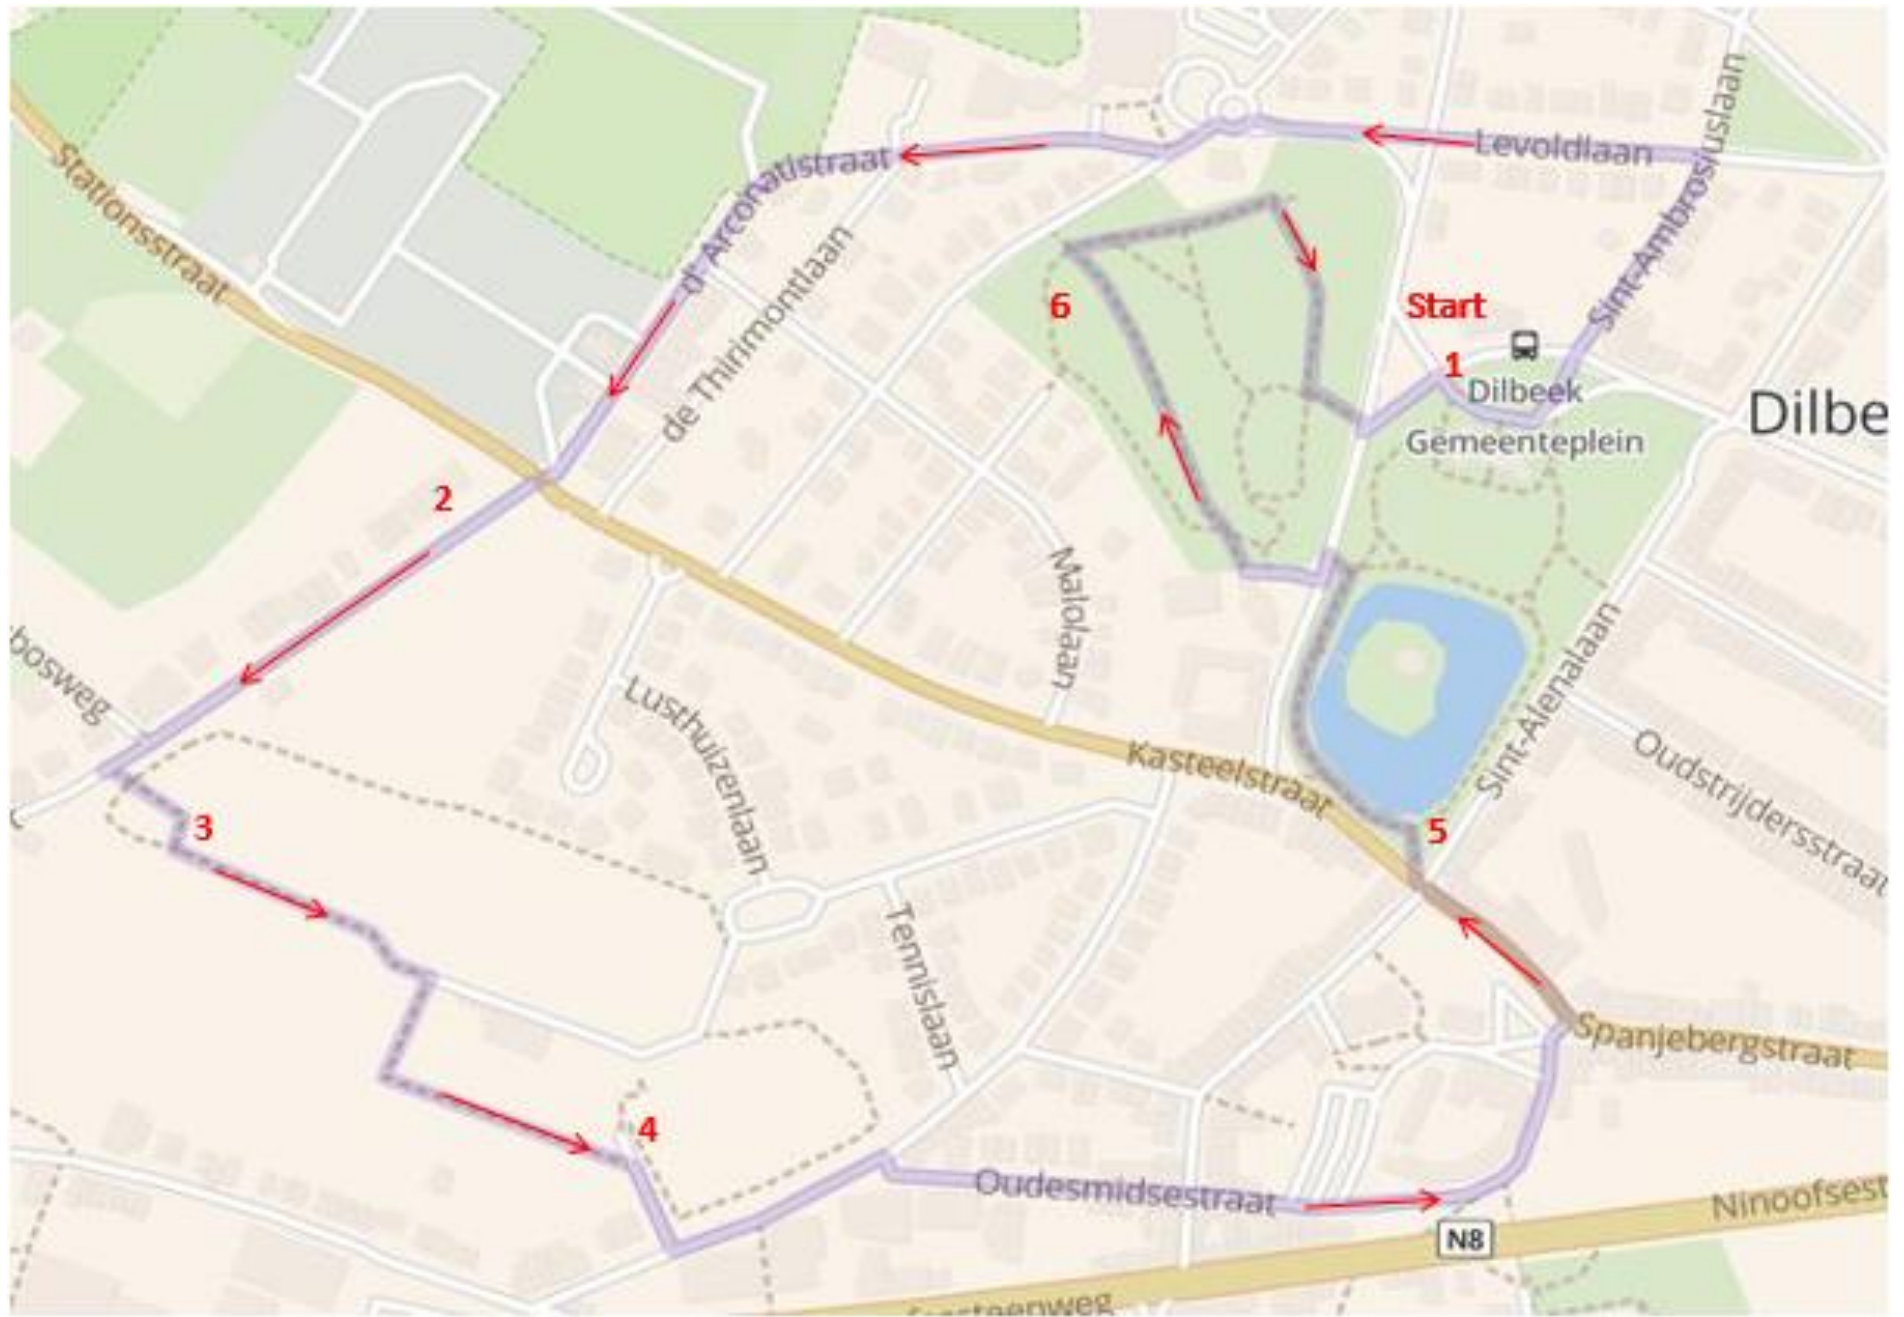 Levoldlaan
Sint-Ambrosiuslaan
d' Arconatistraat
Stationsstraat
de Thirimontlaan
6
Start
1
Dilbeek
Gemeenteplein
Dilbe
2
Malolaan
bosweg
Lusthuizenlaan
Kasteelstraat
Sint-Alenalaan
Oudstrijdersstraat
3
5
Tennislaan
Spanjebergstraat
4
Oudesmidsestraat
Ninoofsest
N8
steenweg